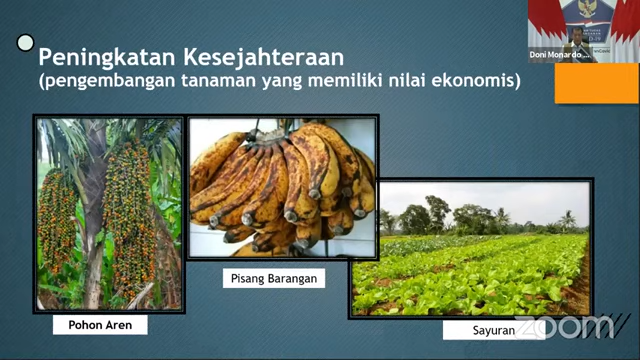 Peningkatan Kesejahteraan
(pengembangan tanaman yang memiliki nilai ekonomis)
Doni Monardo ...
Pisang Barangan
Pohon Aren
Sayuran
zoom